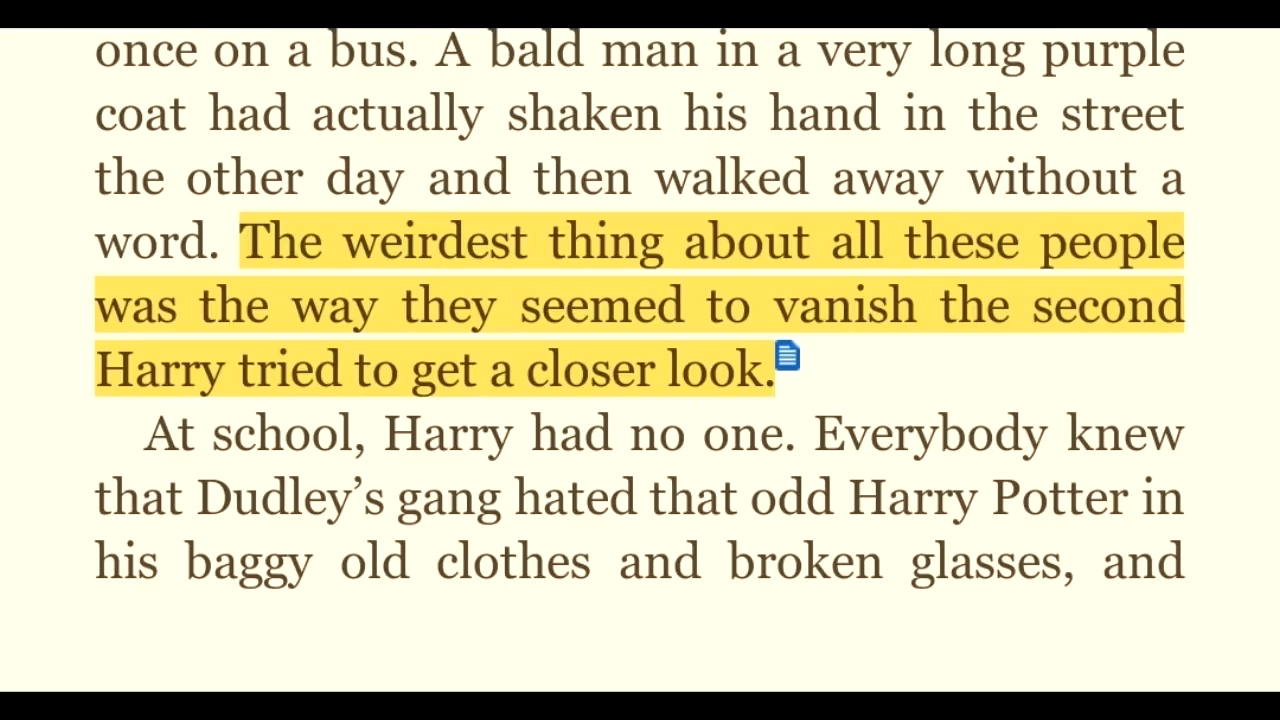 once on a bus. A bald man in a very long purple
coat had actually shaken his hand in the street
the other day and then walked away without a
word. The weirdest thing about all these people
was the way they seemed to vanish the second
Harry tried to get a closer look.
At school, Harry had no one. Everybody knew
that Dudley’s gang hated that odd Harry Potter in
his baggy old clothes and broken glasses, and